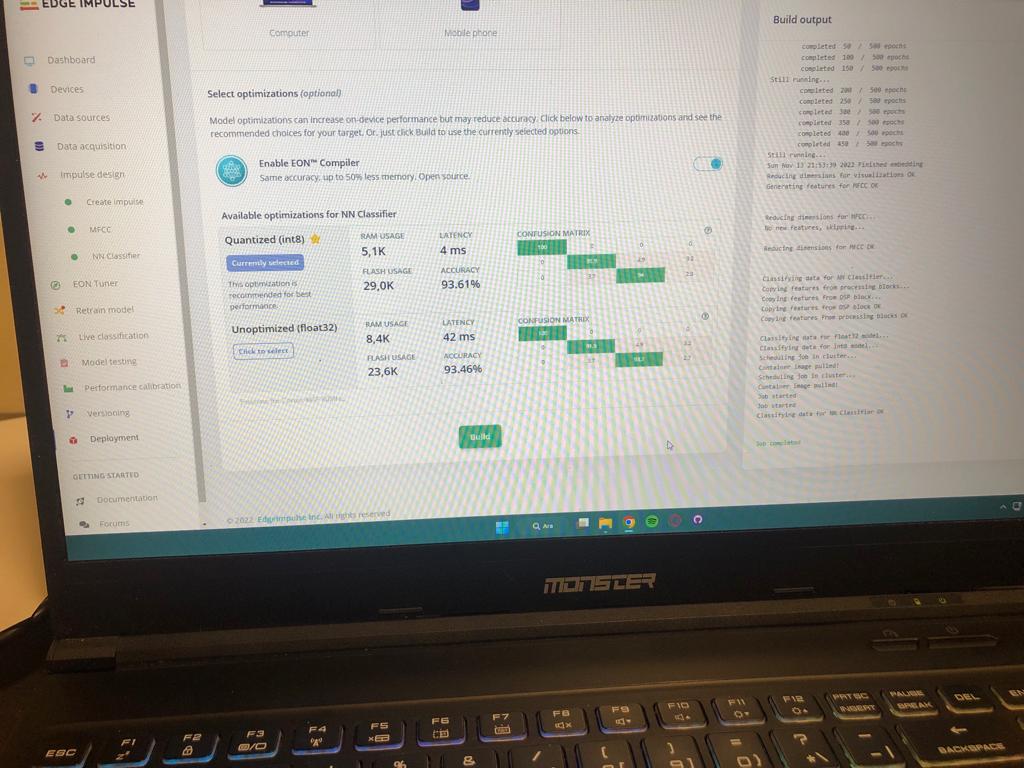 EDGE IMPULSE
Dashboard
Devices
Data sources
Data acquisition
Impulse design
Create impulse
MFCC
NN Classifier
EON Tuner
Retrain model
Live classification
Model testing
Performance calibration
Versioning
Deployment
GETTING STARTED
Documentation
Forums
Computer
Mobile phone
Select optimizations (optional)
Model optimizations can increase on-device performance but may reduce accuracy. Click below to analyze optimizations and see the
recommended choices for your target. Or, just click Build to use the currently selected options.
Enable EON™ Compiler
Same accuracy, up to 50% less memory. Open source.
Available optimizations for NN Classifier
Quantized (int8)
Currently selected
This optimization is
recommended for best
performance.
RAM USAGE
5,1K
LATENCY
4 ms
FLASH USAGE
29,0K
ACCURACY
93.61%
CONFUSION MATRIX
100 0 0 0
0
0
Unoptimized (float32)
Click to select
RAM USAGE
8,4K
LATENCY
42 ms
FLASH USAGE
23,6K
ACCURACY
93.46%
CONFUSION MATRIX
0 0 0
0
0
Build
© 2022 EdgeImpulse Inc. All rights reserved
Build output
completed 50 / 500 epochs
completed 100 / 500 epochs
completed 150 / 500 epochs
Still running...
completed 200 / 500 epochs
completed 250 / 500 epochs
completed 300 / 500 epochs
completed 350 / 500 epochs
completed 400 / 500 epochs
completed 450 / 500 epochs
Still running...
Sun Nov 13 21:53:39 2022 Finished embedding
Reducing dimensions for visualizations OK
Generating features for MFCC OK
Reducing dimensions for MFCC...
No new features, skipping...
Reducing dimensions for MFCC OK
Classifying data for NN Classifier...
Copying features from processing blocks...
Copying features from DSP block...
Copying features from DSP block OK
Copying features from processing blocks OK
Classifying data for float32 model...
Classifying data for int8 model...
Scheduling job in cluster...
Container image pulled!
Scheduling job in cluster...
Container image pulled!
Job started
Job started
Classifying data for NN Classifier OK
Job completed
Ara
MONSTER
ESC
F1
F2
F3
F4
F5
F6
F7
F8
F9
F10
F11
F12
PRTSC
INSERT
PAUSE
BREAK
DEL
%
&
/
(
)
=
?
BACKSPACE